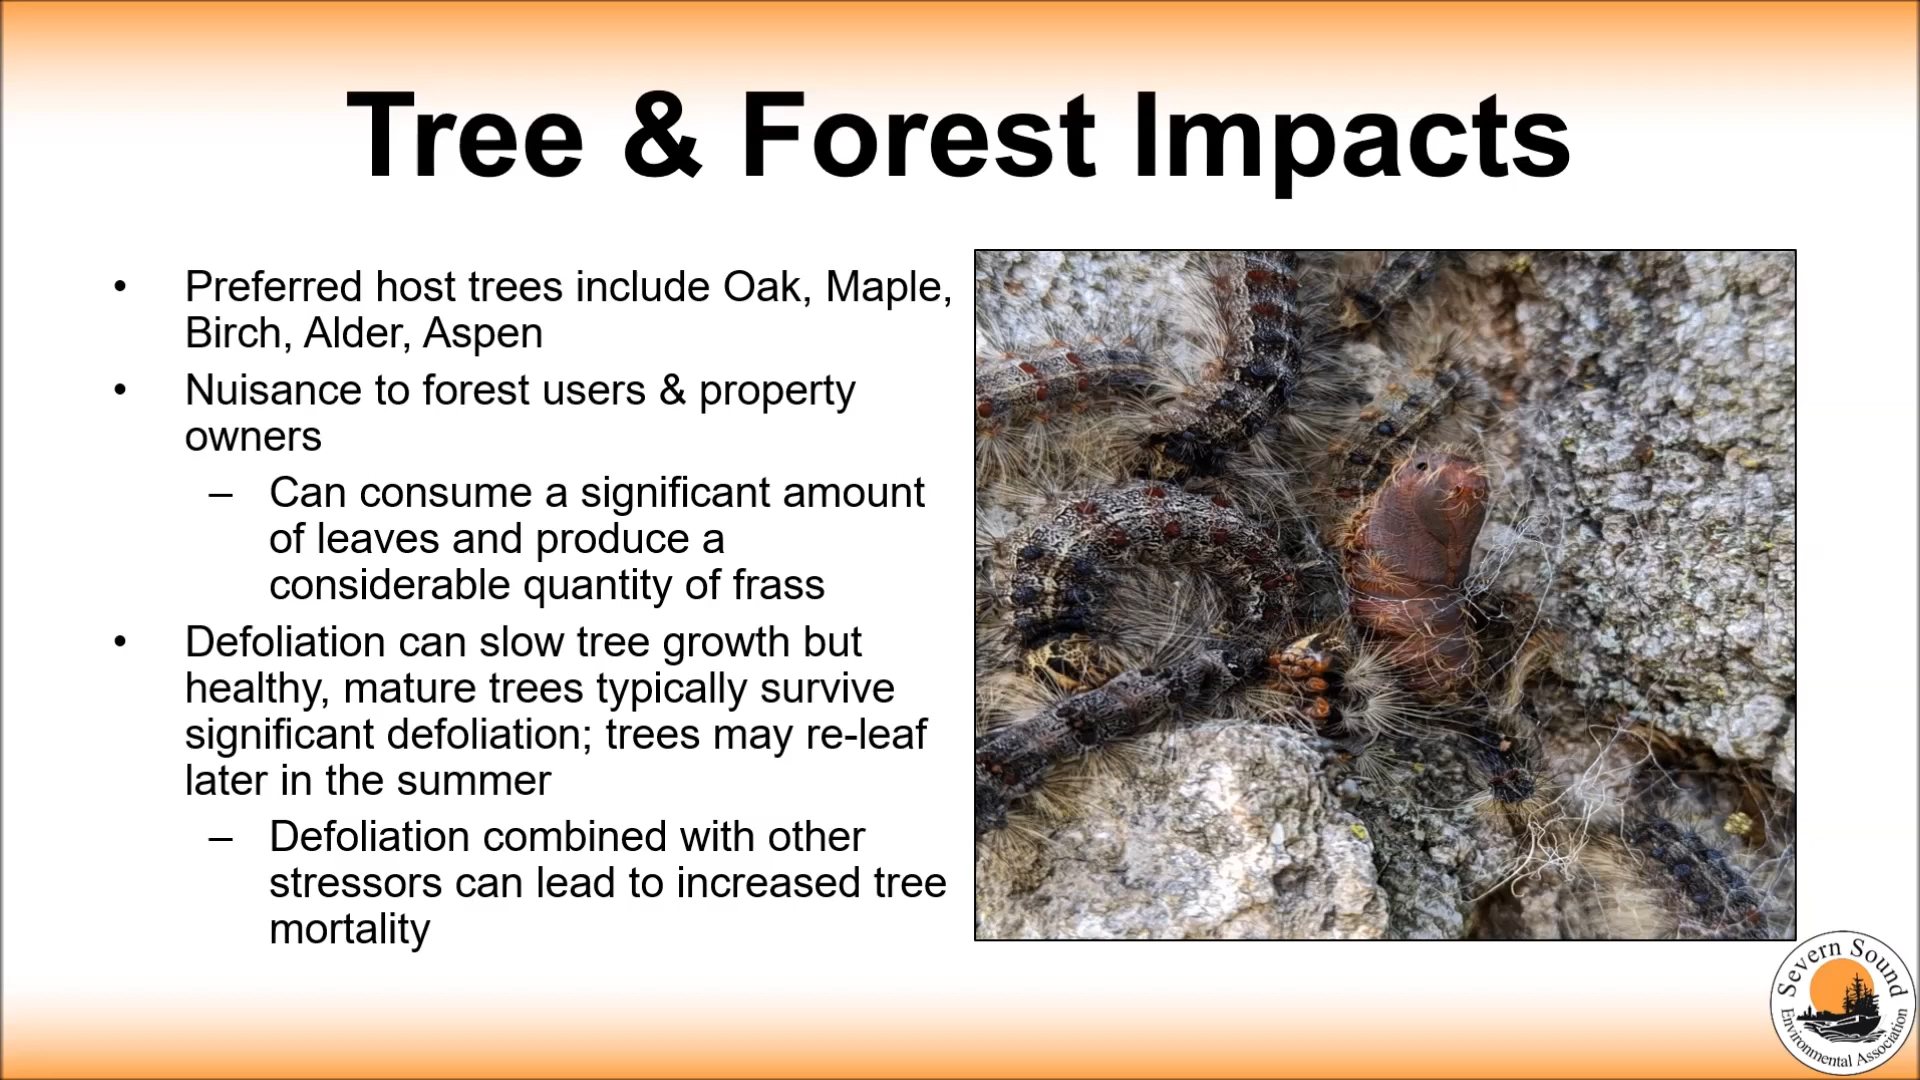 Tree & Forest Impacts
• Preferred host trees include Oak, Maple,
Birch, Alder, Aspen
• Nuisance to forest users & property
owners
– Can consume a significant amount
of leaves and produce a
considerable quantity of frass
• Defoliation can slow tree growth but
healthy, mature trees typically survive
significant defoliation; trees may re-leaf
later in the summer
– Defoliation combined with other
stressors can lead to increased tree
mortality
Severn Sound
Environmental Association